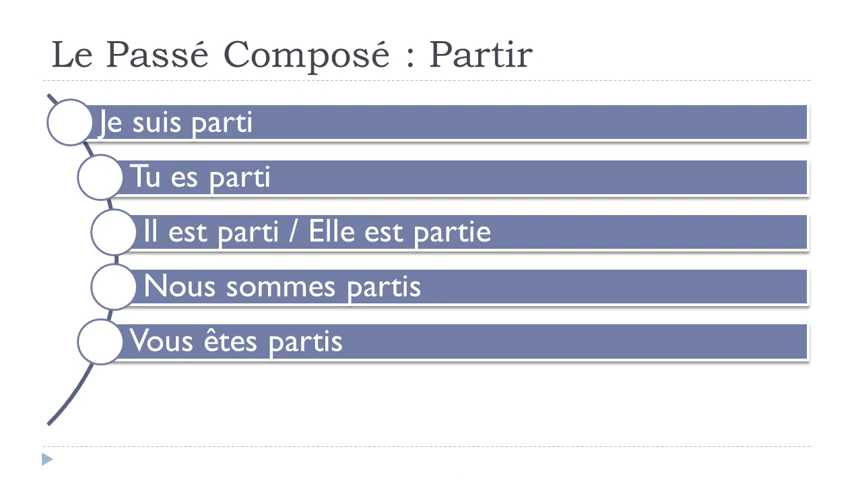 Le Passé Composé : Partir
Je suis parti
Tu es parti
Il est parti / Elle est partie
Nous sommes partis
Vous êtes partis